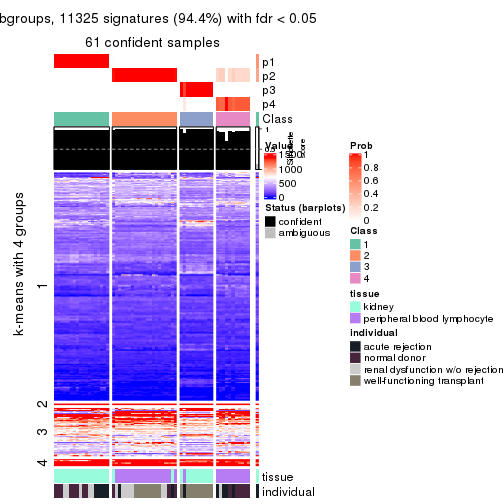 bgroups, 11325 signatures (94.4%) with fdr < 0.05
61 confident samples
p1
p2
p3
p4
Class
1
Silhouette
score
k-means with 4 groups
1
2
3
4
tissue
individual
Value
1500
1000
500
0
Status (barplots)
confident
ambiguous
Prob
1
0.8
0.6
0.4
0.2
0
Class
1
2
3
4
tissue
kidney
peripheral blood lymphocyte
individual
acute rejection
normal donor
renal dysfunction w/o rejection
well-functioning transplant